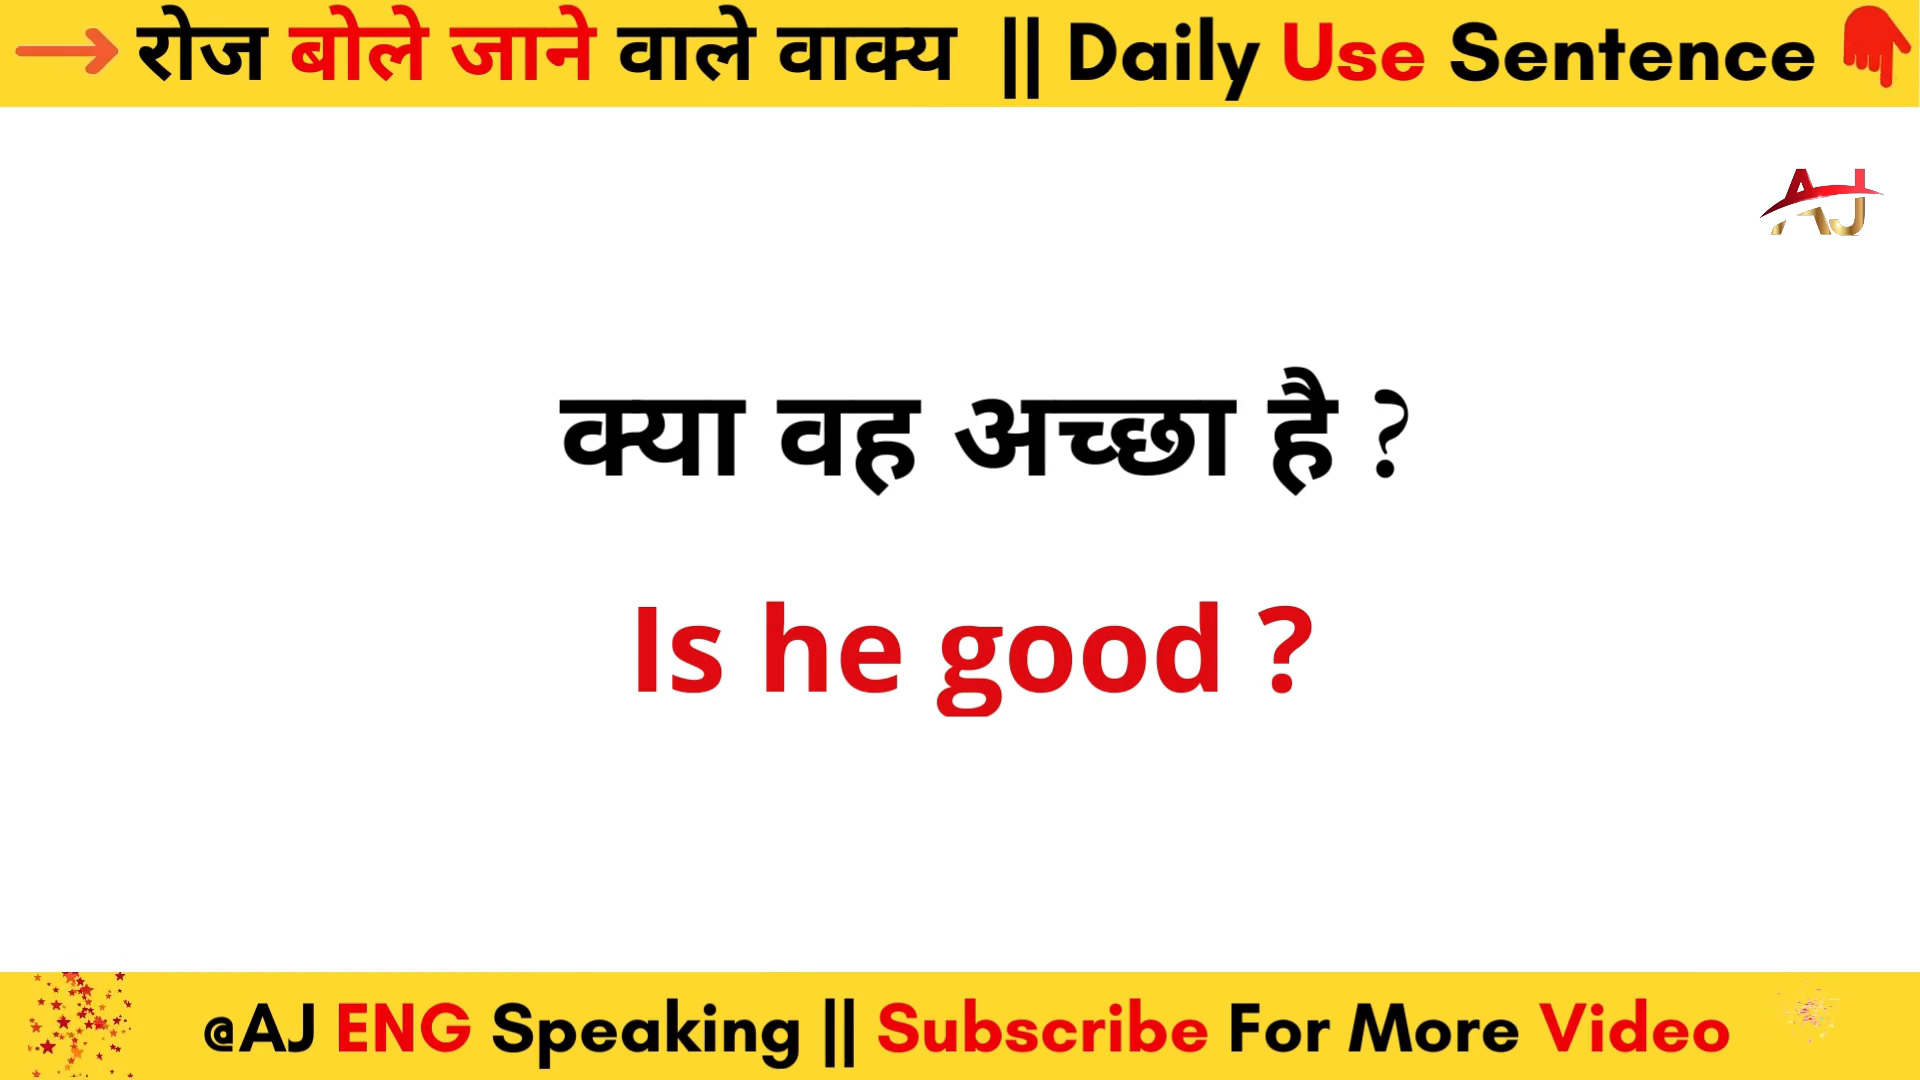 रोज बोले जाने वाले वाक्य || Daily Use Sentence
AJ
क्या वह अच्छा है ?
Is he good ?
@AJ ENG Speaking || Subscribe For More Video